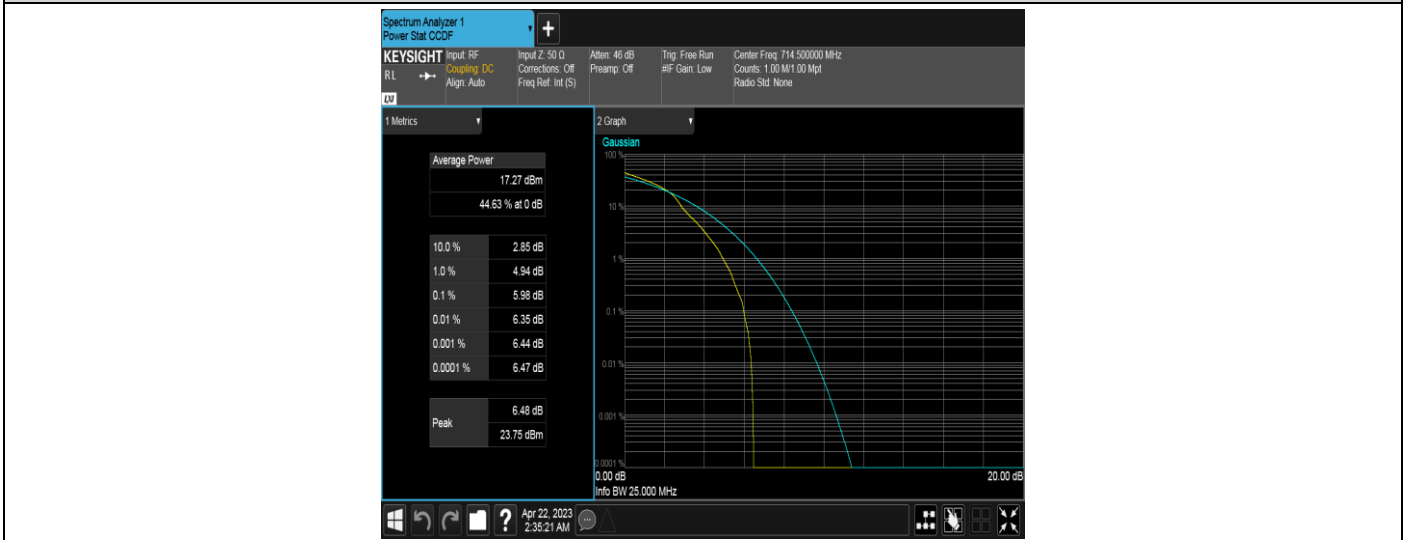 Spectrum Analyzer 1
Power Stat CCDF
+
KEYSIGHT
RL
LXI
Input: RF
Coupling: DC
Align: Auto
Input Z: 50 Ω
Corrections: Off
Freq Ref: Int (S)
Atten: 46 dB
Preamp: Off
Trig: Free Run
#IF Gain: Low
Center Freq: 714.500000 MHz
Counts: 1.00 M/1.00 Mpt
Radio Std: None
1 Metrics
Average Power
17.27 dBm
44.63 % at 0 dB
10.0 % 2.85 dB
1.0 % 4.94 dB
0.1 % 5.98 dB
0.01 % 6.35 dB
0.001 % 6.44 dB
0.0001 % 6.47 dB
Peak 6.48 dB
23.75 dBm
2 Graph
Gaussian
100 %
10 %
1 %
0.1 %
0.01 %
0.001 %
0.0001 %
0.00 dB 20.00 dB
Info BW 25.000 MHz
?
Apr 22, 2023
2:35:21 AM